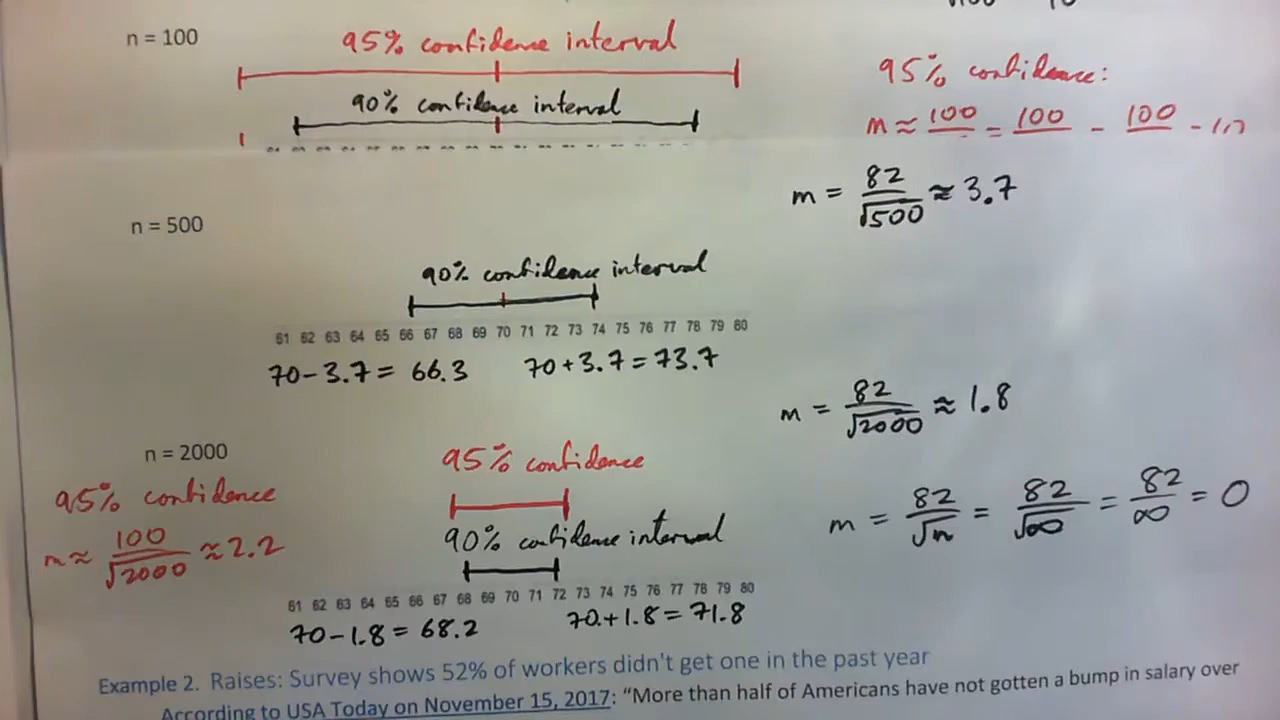 n = 100
95% confidence interval
90% confidence interval
95% confidence:
m ≈ 100 = 100 - 100 - 10
m = 82/√500 ≈ 3.7
n = 500
90% confidence interval
61 62 63 64 65 66 67 68 69 70 71 72 73 74 75 76 77 78 79 80
70 - 3.7 = 66.3 70 + 3.7 = 73.7
m = 82/√2000 ≈ 1.8
n = 2000
95% confidence
m ≈ 100/√2000 ≈ 2.2
95% confidence
90% confidence interval
m = 82/√n = 82/√∞ = 82/∞ = 0
61 62 63 64 65 66 67 68 69 70 71 72 73 74 75 76 77 78 79 80
70 - 1.8 = 68.2 70 + 1.8 = 71.8
Example 2. Raises: Survey shows 52% of workers didn't get one in the past year
According to USA Today on November 15, 2017: "More than half of Americans have not gotten a bump in salary over